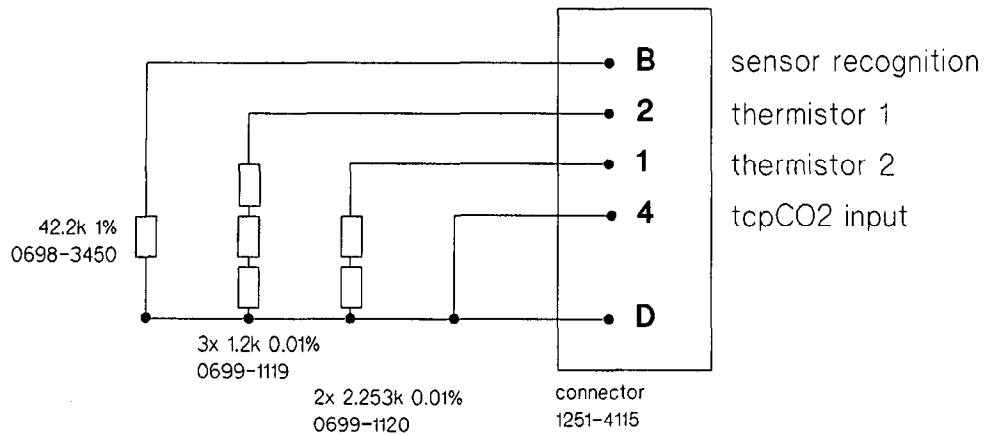 B sensor recognition
2 thermistor 1
1 thermistor 2
4 tcpCO2 input
D
42.2k 1%
0698-3450
3x 1.2k 0.01%
0699-1119
2x 2.253k 0.01%
0699-1120
connector
1251-4115